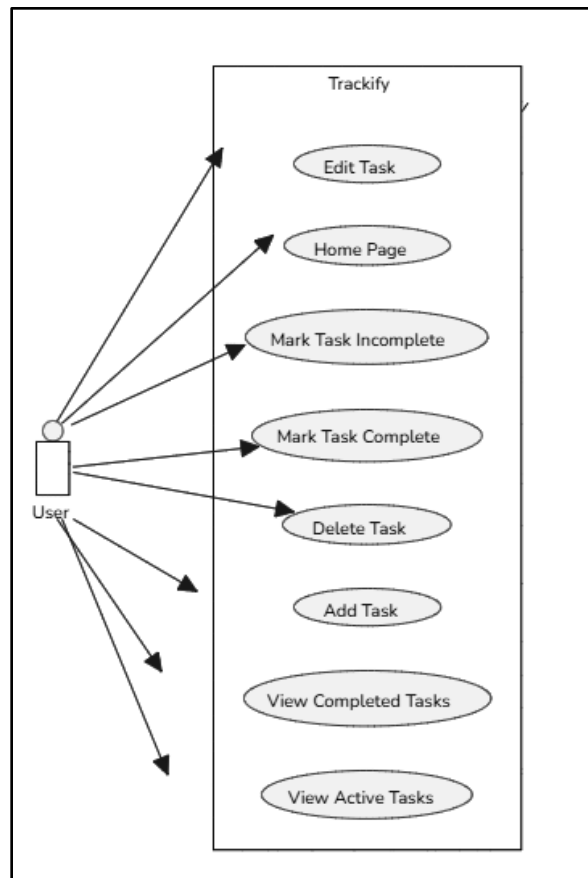 Trackify
Edit Task
Home Page
Mark Task Incomplete
Mark Task Complete
User
Delete Task
Add Task
View Completed Tasks
View Active Tasks